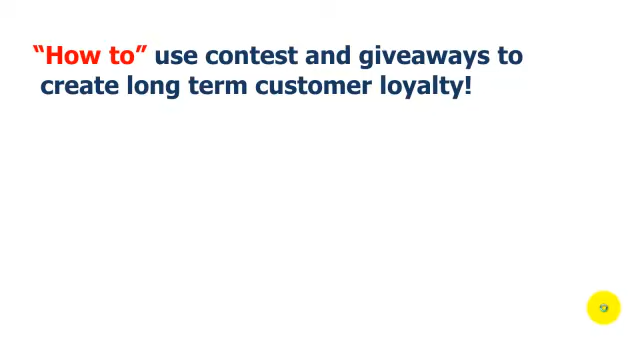 “How to” use contest and giveaways to
create long term customer loyalty!